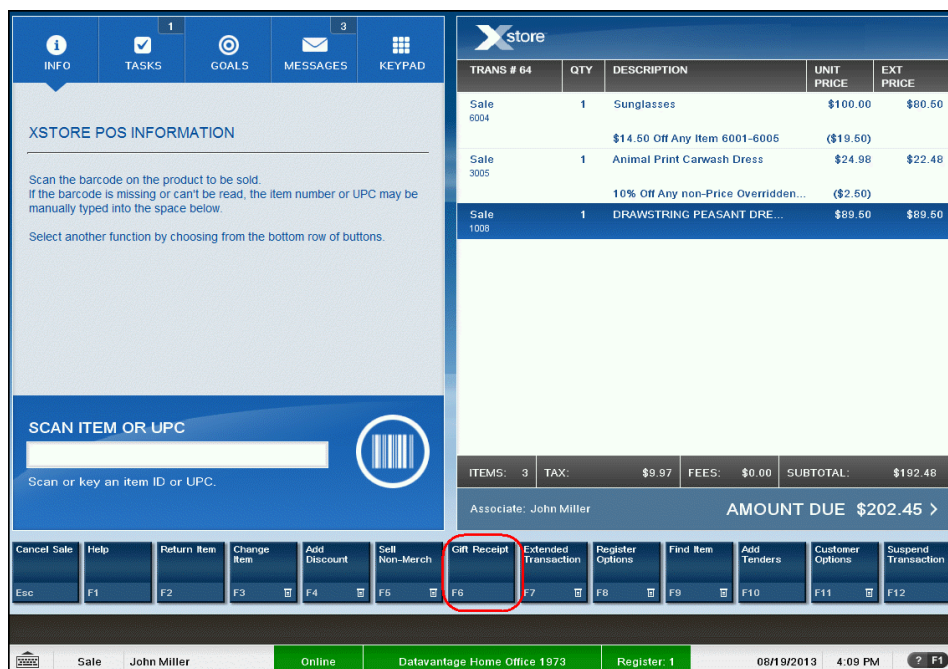 1
3
INFO
TASKS
GOALS
MESSAGES
KEYPAD
XSTORE POS INFORMATION
Scan the barcode on the product to be sold.
If the barcode is missing or can't be read, the item number or UPC may be
manually typed into the space below.
Select another function by choosing from the bottom row of buttons.
SCAN ITEM OR UPC
Scan or key an item ID or UPC.
Xstore
TRANS # 64 QTY DESCRIPTION UNIT PRICE EXT PRICE
Sale 1 Sunglasses $100.00 $80.50
6004
$14.50 Off Any Item 6001-6005 ($19.50)
Sale 1 Animal Print Carwash Dress $24.98 $22.48
3005
10% Off Any non-Price Overridden... ($2.50)
Sale 1 DRAWSTRING PEASANT DRE... $89.50 $89.50
1008
ITEMS: 3 TAX: $9.97 FEES: $0.00 SUBTOTAL: $192.48
Associate: John Miller AMOUNT DUE $202.45 >
Cancel Sale Help Return Item Change Item Add Discount Sell Non-Merch Gift Receipt Extended Transaction Register Options Find Item Add Tenders Customer Options Suspend Transaction
Esc F1 F2 F3 F4 F5 F6 F7 F8 F9 F10 F11 F12
Sale John Miller Online Datavantage Home Office 1973 Register: 1 08/19/2013 4:09 PM ? F1